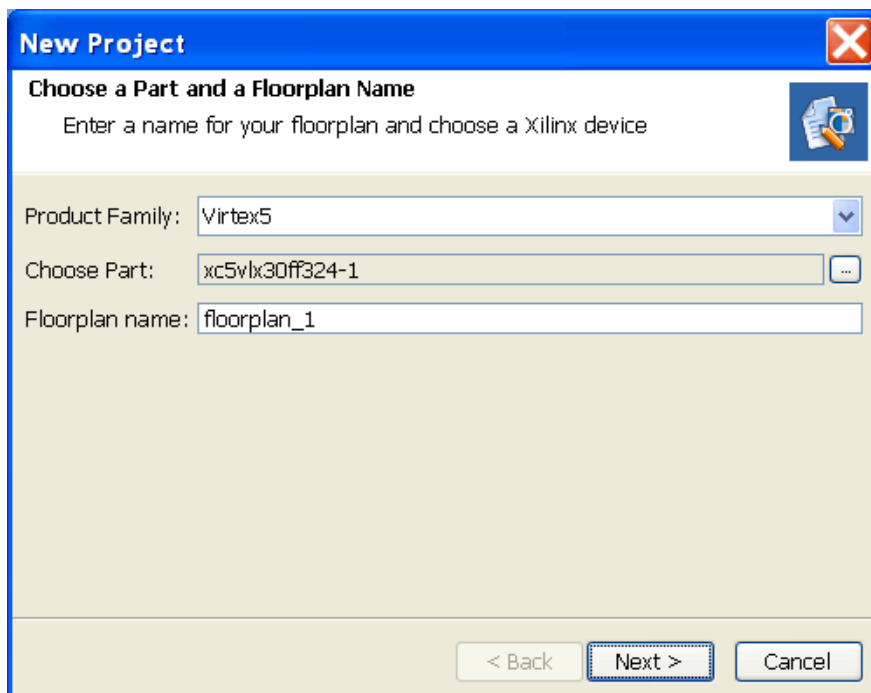 New Project
Choose a Part and a Floorplan Name
Enter a name for your floorplan and choose a Xilinx device
Product Family: Virtex5
Choose Part: xc5vlx30ff324-1 ...
Floorplan name: floorplan_1
< Back Next > Cancel